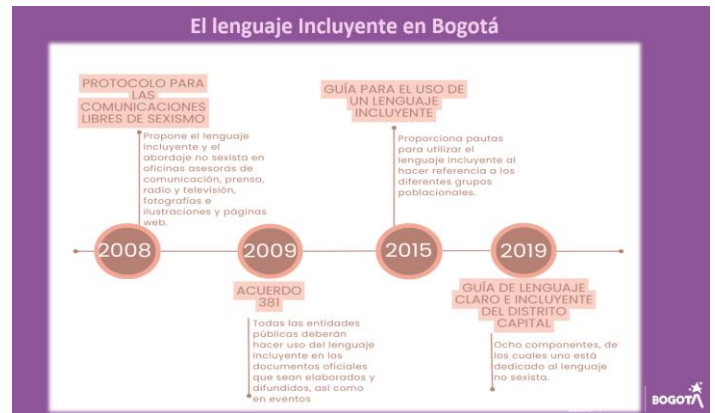 El lenguaje Incluyente en Bogotá
PROTOCOLO PARA
LAS
COMUNICACIONES
LIBRES DE SEXISMO
Propone el lenguaje
incluyente y el
abordaje no sexista en
oficinas asesoras de
comunicación, prensa,
radio y televisión,
fotografías e
ilustraciones y páginas
web.
GUÍA PARA EL USO DE
UN LENGUAJE
INCLUYENTE
Proporciona pautas
para utilizar el
lenguaje incluyente al
hacer referencia a los
diferentes grupos
poblacionales.
2008
2009
2015
2019
ACUERDO
381
Todas las entidades
públicas deberán
hacer uso del lenguaje
incluyente en los
documentos oficiales
que sean elaborados y
difundidos, así como
en eventos
GUÍA DE LENGUAJE
CLARO E INCLUYENTE
DEL DISTRITO
CAPITAL
Ocho componentes, de
los cuales uno está
dedicado al lenguaje
no sexista.
BOGOTÁ